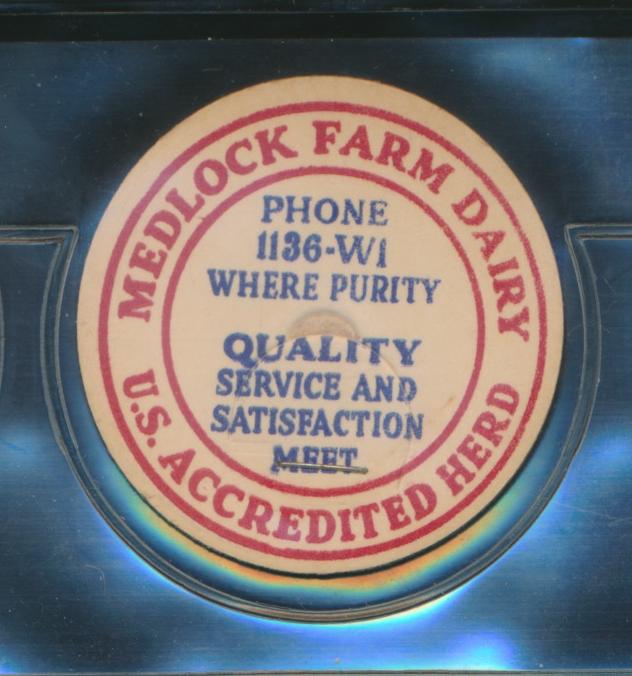 MEDLOCK FARM DAIRY
PHONE
1136-W1
WHERE PURITY
QUALITY
SERVICE AND
SATISFACTION
MEET
U.S. ACCREDITED HERD